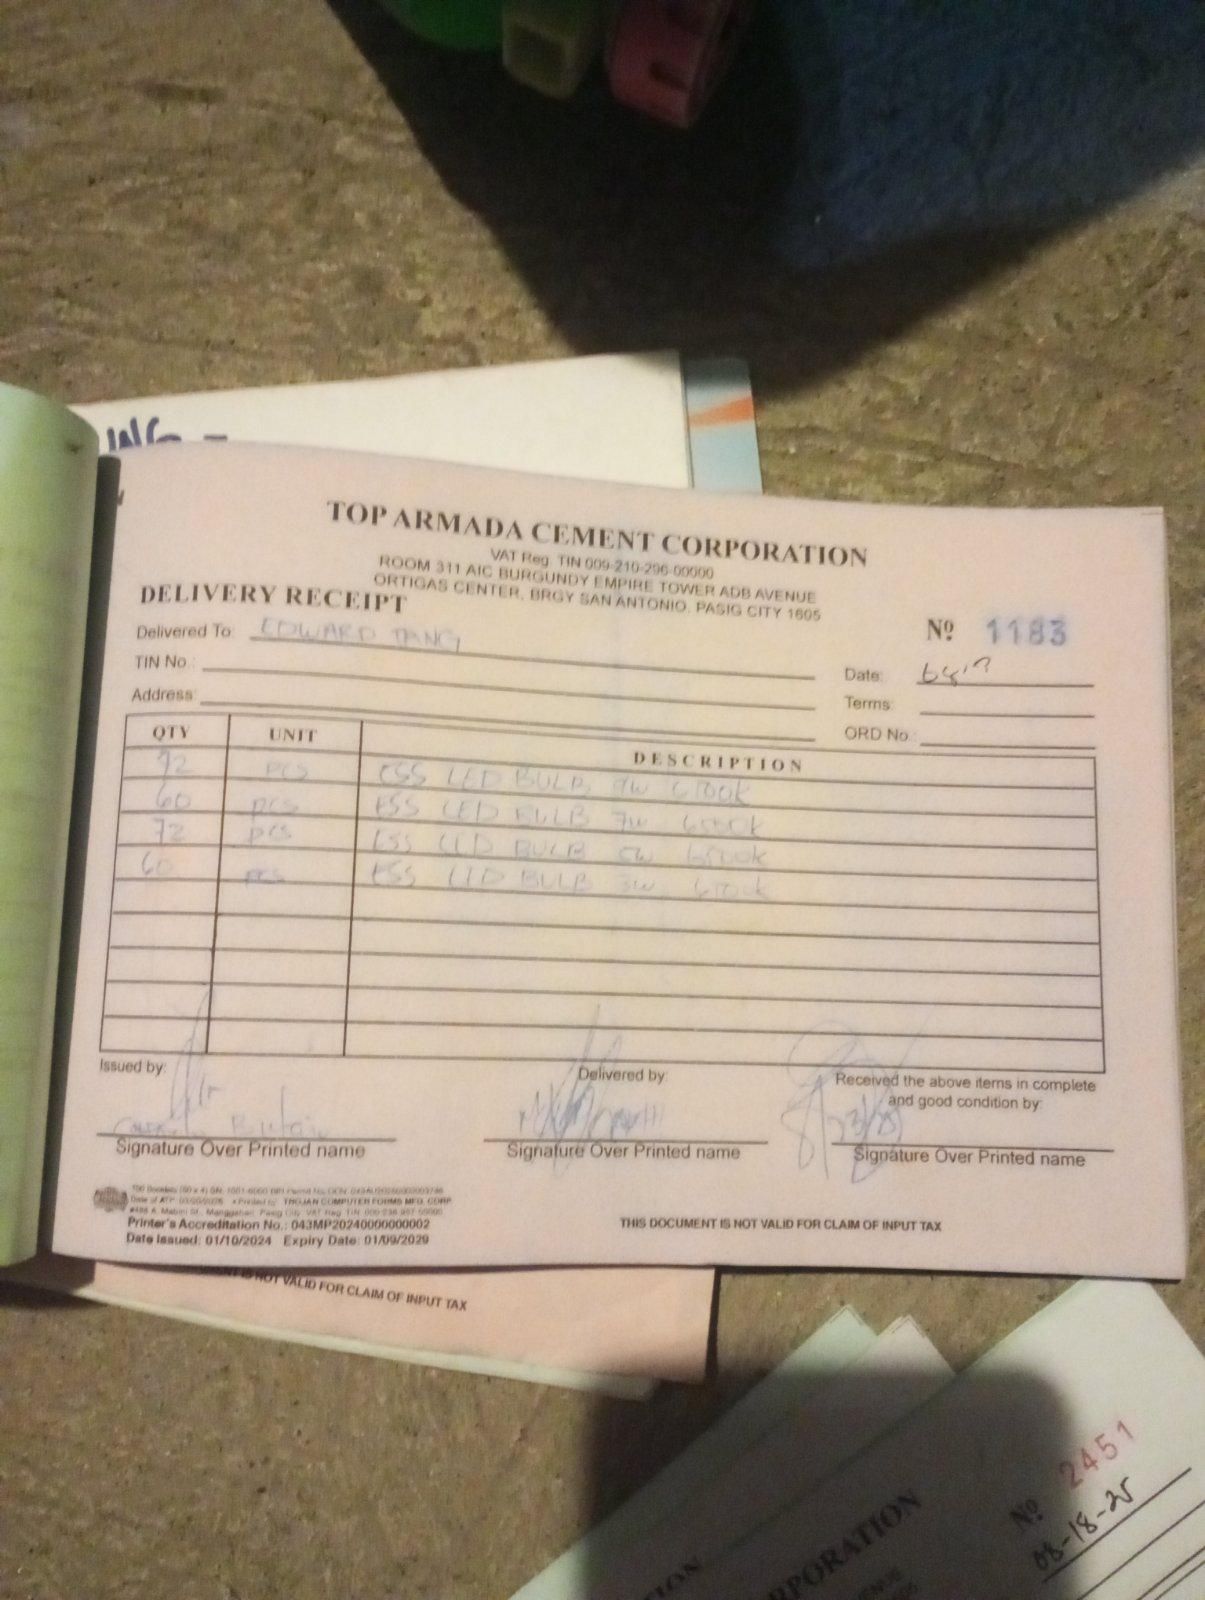 TOP ARMADA CEMENT CORPORATION
VAT Reg. TIN 009-210-296-00000
ROOM 311 AIC BURGUNDY EMPIRE TOWER ADB AVENUE
ORTIGAS CENTER, BRGY SAN ANTONIO, PASIG CITY 1605
DELIVERY RECEIPT
Nº 1183
Delivered To: EDWARD TANG
TIN No.:
Address:
Date:
Terms:
ORD No.:
QTY UNIT DESCRIPTION
72 pcs ESS LED BULB 9W 6500K
60 pcs ESS LED BULB 7W 6500K
72 pcs ESS LED BULB 5W 6500K
60 pcs ESS LED BULB 3W 6500K
Issued by:
Delivered by:
Received the above items in complete
and good condition by:
Signature Over Printed name
Signature Over Printed name
Signature Over Printed name
TROJAN COMPUTER FORMS MFG. CORP.
Printer's Accreditation No.: 043MP20240000000002
Date Issued: 01/10/2024 Expiry Date: 01/09/2029
THIS DOCUMENT IS NOT VALID FOR CLAIM OF INPUT TAX
IS NOT VALID FOR CLAIM OF INPUT TAX
Nº 2451
08-18-25